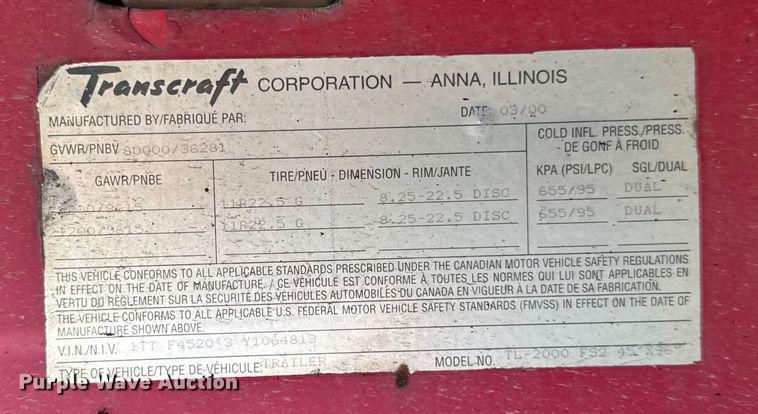 Transcraft CORPORATION — ANNA, ILLINOIS
MANUFACTURED BY/FABRIQUÉ PAR: DATE: 03/00
GVWR/PNBV 80000/36281
COLD INFL. PRESS./PRESS.
DE GONF À FROID
GAWR/PNBE TIRE/PNEU - DIMENSION - RIM/JANTE KPA (PSI/LPC) SGL/DUAL
11R22.5 G 8.25-22.5 DISC 655/95 DUAL
11R22.5 G 8.25-22.5 DISC 655/95 DUAL
THIS VEHICLE CONFORMS TO ALL APPLICABLE STANDARDS PRESCRIBED UNDER THE CANADIAN MOTOR VEHICLE SAFETY REGULATIONS
IN EFFECT ON THE DATE OF MANUFACTURE. / CE VÉHICULE EST CONFORME À TOUTES LES NORMES QUI LUI SONT APPLICABLES EN
VERTU DU RÈGLEMENT SUR LA SECURITÉ DES VÉHICULES AUTOMOBILES DU CANADA EN VIGUEUR À LA DATE DE SA FABRICATION.
THE VEHICLE CONFORMS TO ALL APPLICABLE U.S. FEDERAL MOTOR VEHICLE SAFETY STANDARDS (FMVSS) IN EFFECT ON THE DATE OF
MANUFACTURE SHOWN ABOVE.
V.I.N./N.I.V. 1TT Y1064813
TYPE OF VEHICLE/TYPE DE VÉHICULE: TRAILER MODEL NO. TL-2000 FS2
Purple Wave Auction